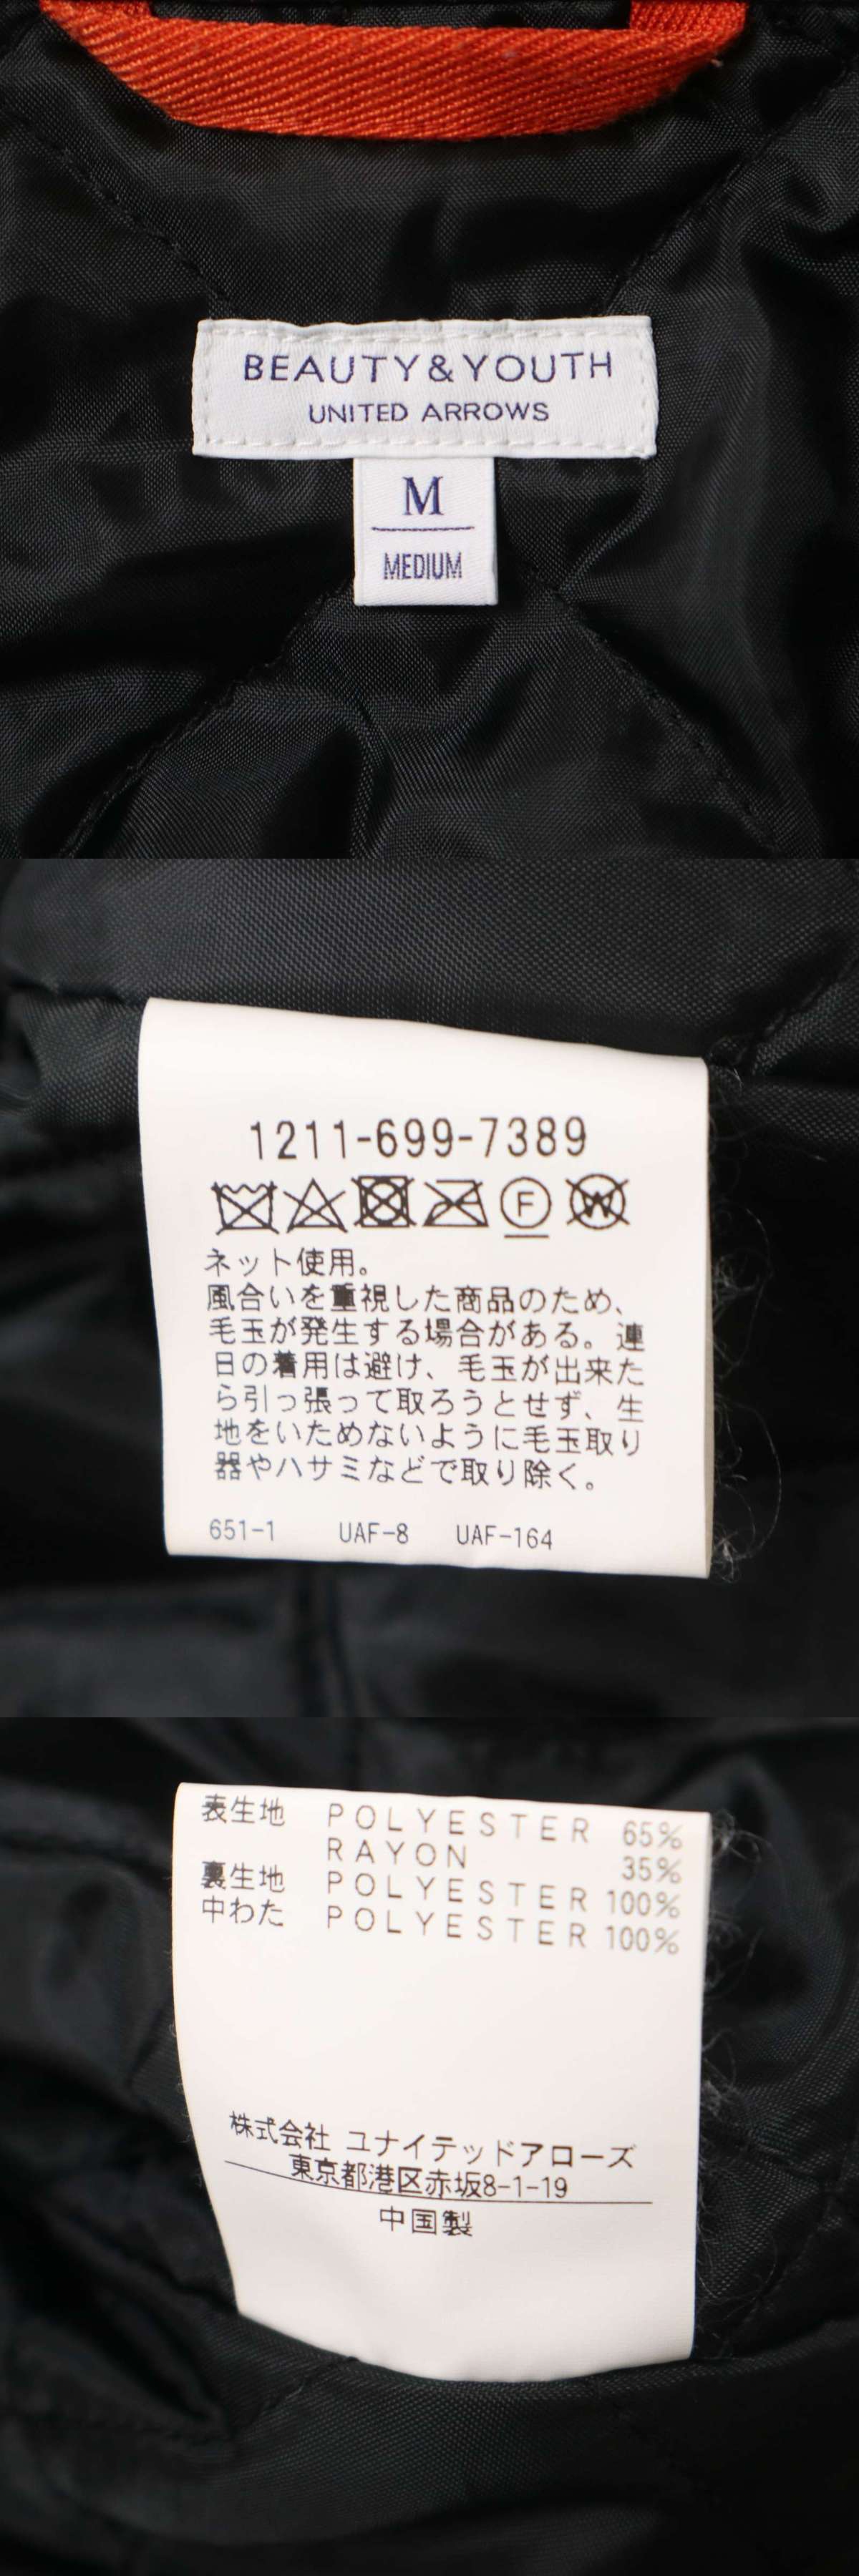 BEAUTY&YOUTH
UNITED ARROWS
M
MEDIUM
1211-699-7389
F W
ネット使用。
風合いを重視した商品のため、
毛玉が発生する場合がある。連
日の着用は避け、毛玉が出来た
ら引っ張って取ろうとせず、生
地をいためないように毛玉取り
器やハサミなどで取り除く。
651-1 UAF-8 UAF-164
表生地 POLYESTER 65%
RAYON 35%
裏生地 POLYESTER 100%
中わた POLYESTER 100%
株式会社 ユナイテッドアローズ
東京都港区赤坂8-1-19
中国製